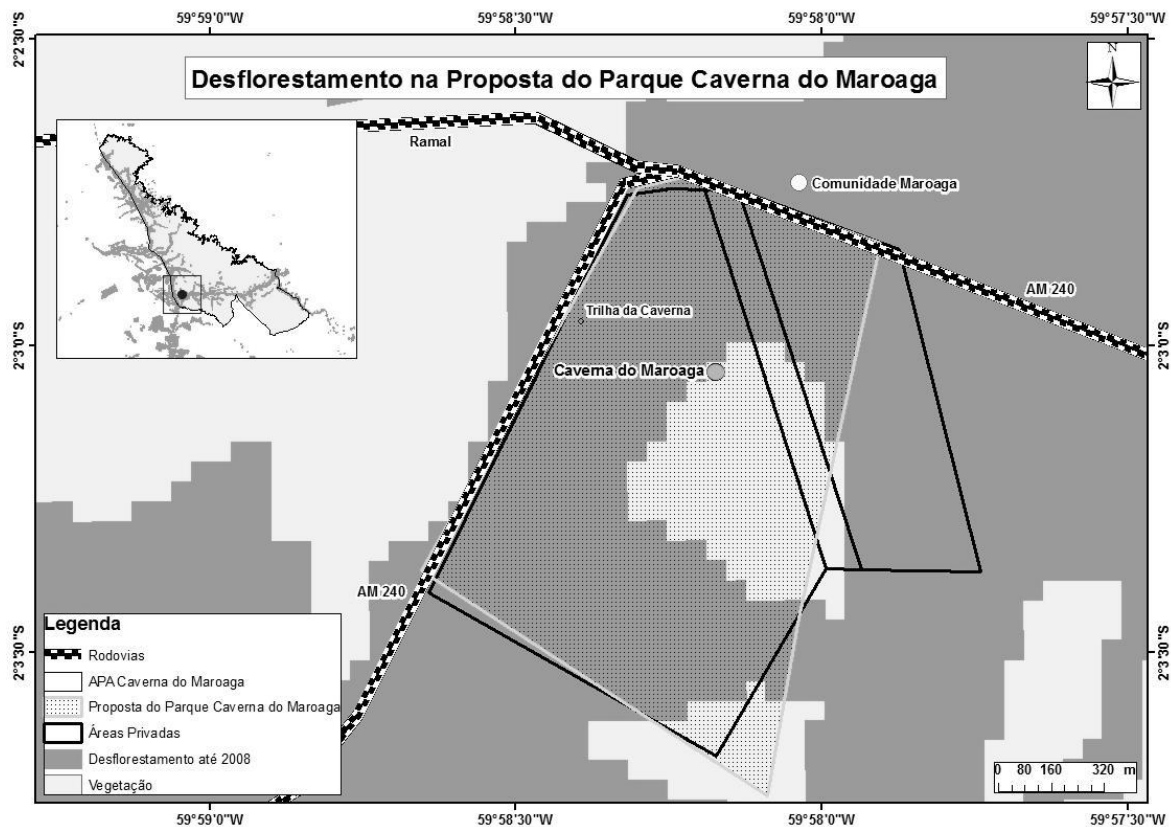 59°59'0"W 59°58'30"W 59°58'0"W 59°57'30"W
2°2'30"S
N
Desflorestamento na Proposta do Parque Caverna do Maroaga
Ramal
Comunidade Maroaga
AM 240
Trilha da Caverna
2°3'0"S 2°3'0"S
Caverna do Maroaga
AM 240
Legenda
Rodovias
APA Caverna do Maroaga
Proposta do Parque Caverna do Maroaga
Áreas Privadas
Desflorestamento até 2008
Vegetação
2°3'30"S 2°3'30"S
0 80 160 320 m
59°59'0"W 59°58'30"W 59°58'0"W 59°57'30"W